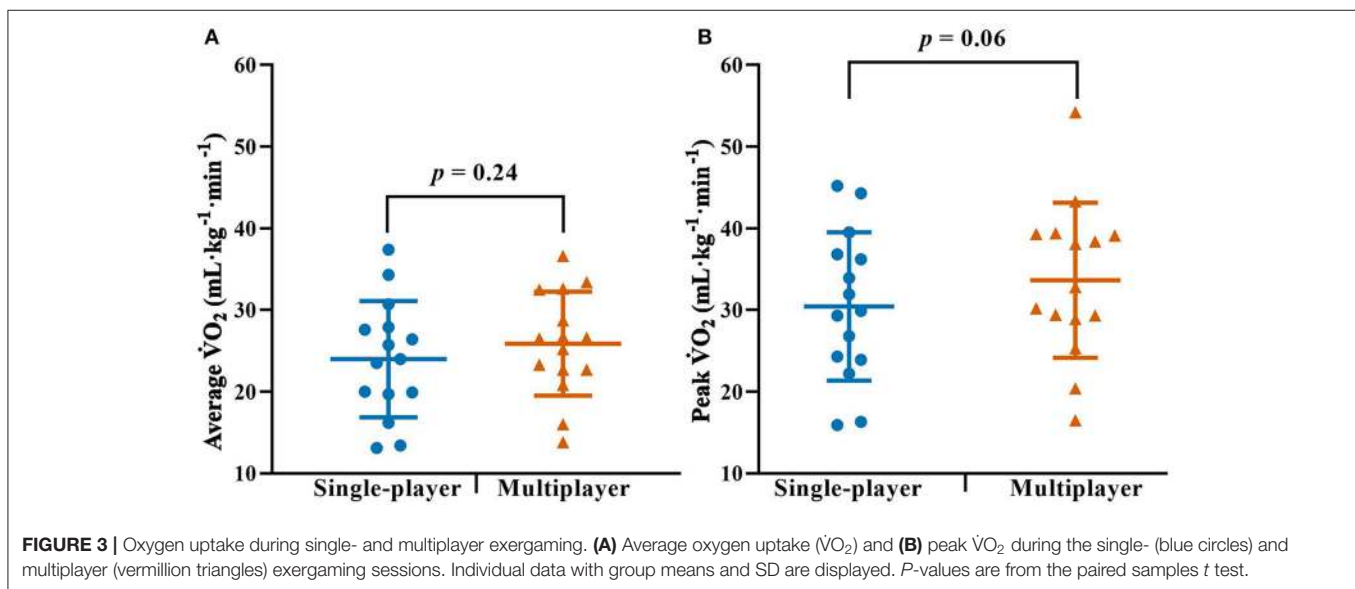 A
Average V̇O₂ (mL·kg⁻¹·min⁻¹)
60
50
40
30
20
10
p = 0.24
Single-player
Multiplayer
B
Peak V̇O₂ (mL·kg⁻¹·min⁻¹)
60
50
40
30
20
10
p = 0.06
Single-player
Multiplayer
FIGURE 3 | Oxygen uptake during single- and multiplayer exergaming. (A) Average oxygen uptake (V̇O₂) and (B) peak V̇O₂ during the single- (blue circles) and
multiplayer (vermillion triangles) exergaming sessions. Individual data with group means and SD are displayed. P-values are from the paired samples t test.